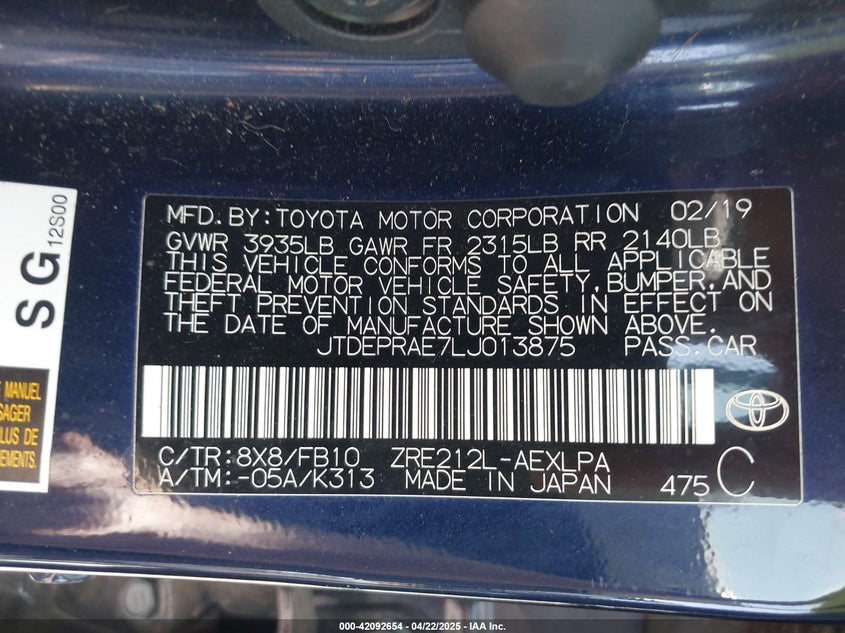 MFD.BY:TOYOTA MOTOR CORPORATION 02/19
GVWR 3935LB GAWR FR 2315LB RR 2140LB
THIS VEHICLE CONFORMS TO ALL APPLICABLE
FEDERAL MOTOR VEHICLE SAFETY,BUMPER,AND
THEFT PREVENTION STANDARDS IN EFFECT ON
THE DATE OF MANUFACTURE SHOWN ABOVE.
JTDEPRAE7LJ013875 PASS.CAR
C/TR:8X8/FB10 ZRE212L-AEXLPA
A/TM:-05A/K313 MADE IN JAPAN 475 C
SG
12S00
MANUEL
SAGER
LUS DE
EMENTS.
000-42092654 - 04/22/2025 - IAA Inc.